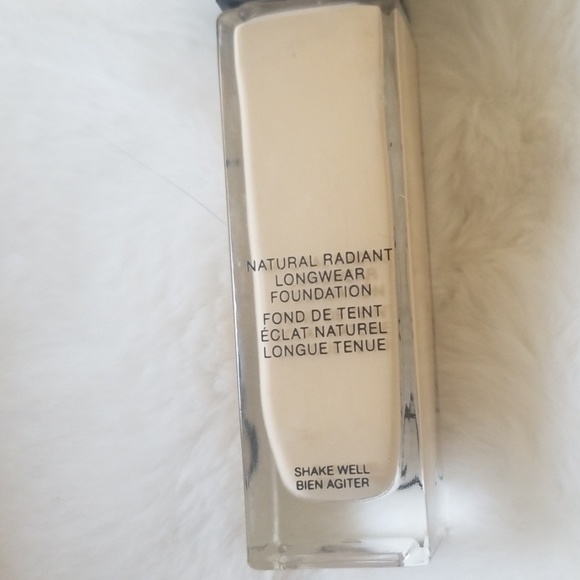 NATURAL RADIANT
LONGWEAR
FOUNDATION
FOND DE TEINT
ÉCLAT NATUREL
LONGUE TENUE
SHAKE WELL
BIEN AGITER